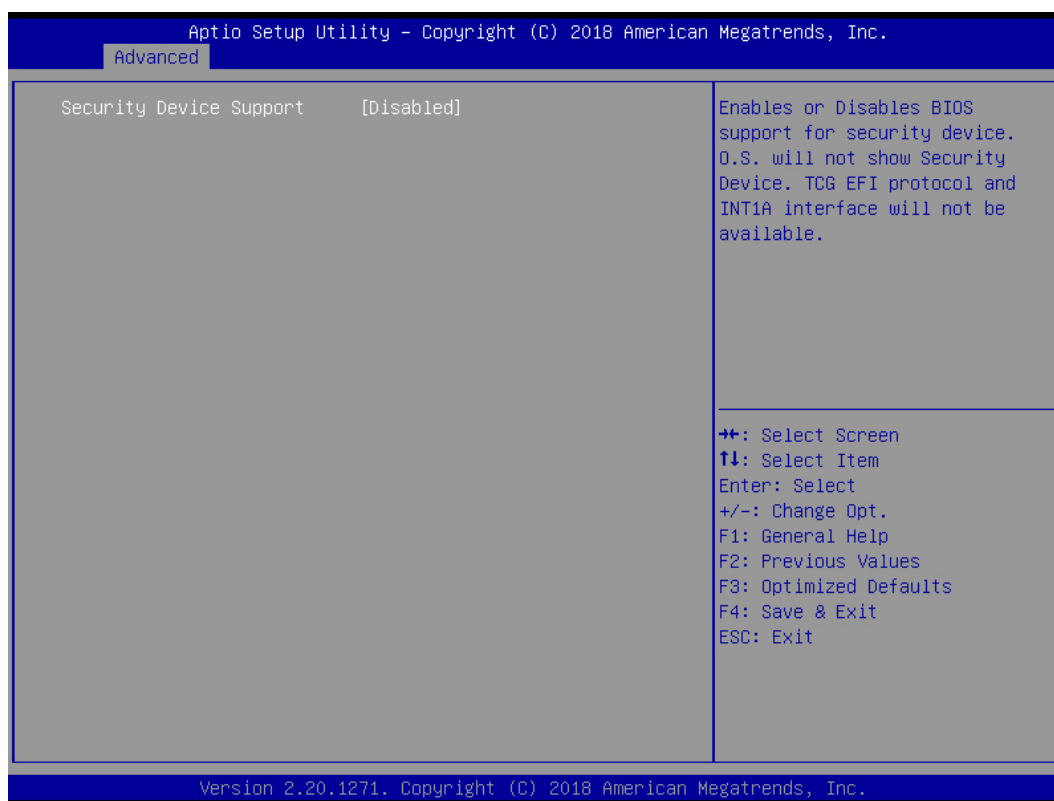 Aptio Setup Utility – Copyright (C) 2018 American Megatrends, Inc.
Advanced
Security Device Support [Disabled]
Enables or Disables BIOS
support for security device.
O.S. will not show Security
Device. TCG EFI protocol and
INT1A interface will not be
available.
→←: Select Screen
↑↓: Select Item
Enter: Select
+/-: Change Opt.
F1: General Help
F2: Previous Values
F3: Optimized Defaults
F4: Save & Exit
ESC: Exit
Version 2.20.1271. Copyright (C) 2018 American Megatrends, Inc.